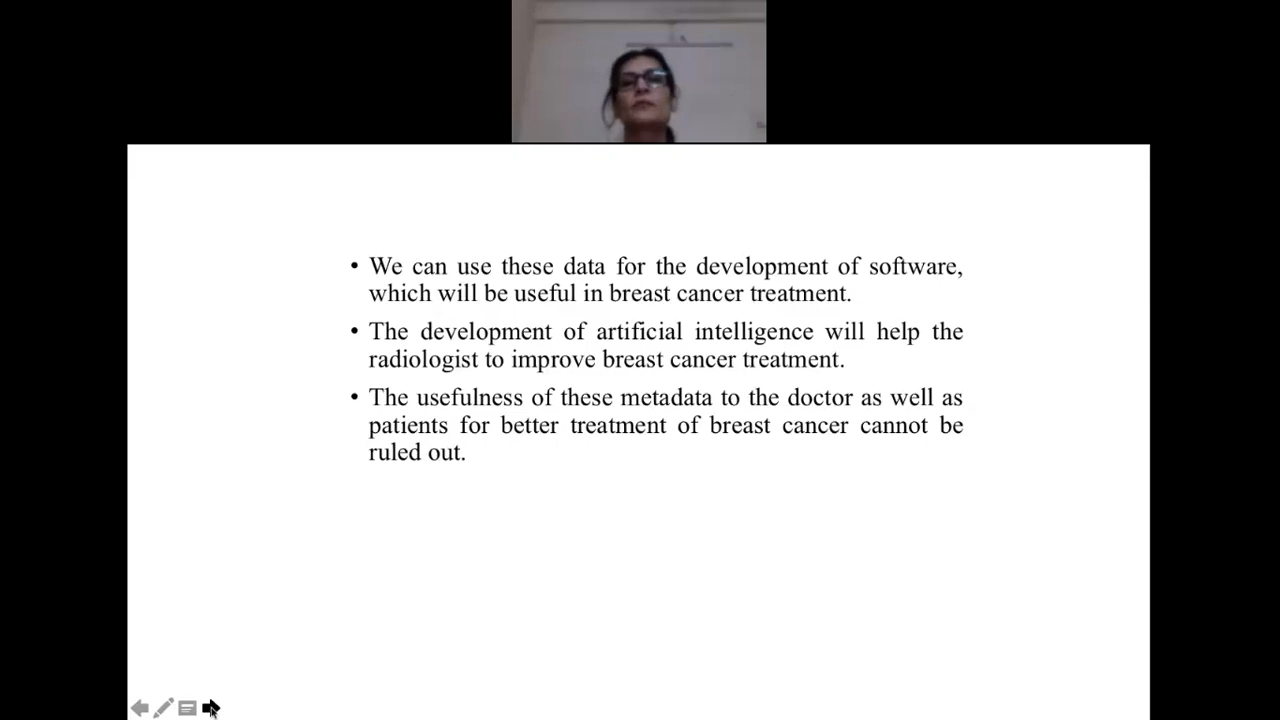 • We can use these data for the development of software,
which will be useful in breast cancer treatment.
• The development of artificial intelligence will help the
radiologist to improve breast cancer treatment.
• The usefulness of these metadata to the doctor as well as
patients for better treatment of breast cancer cannot be
ruled out.